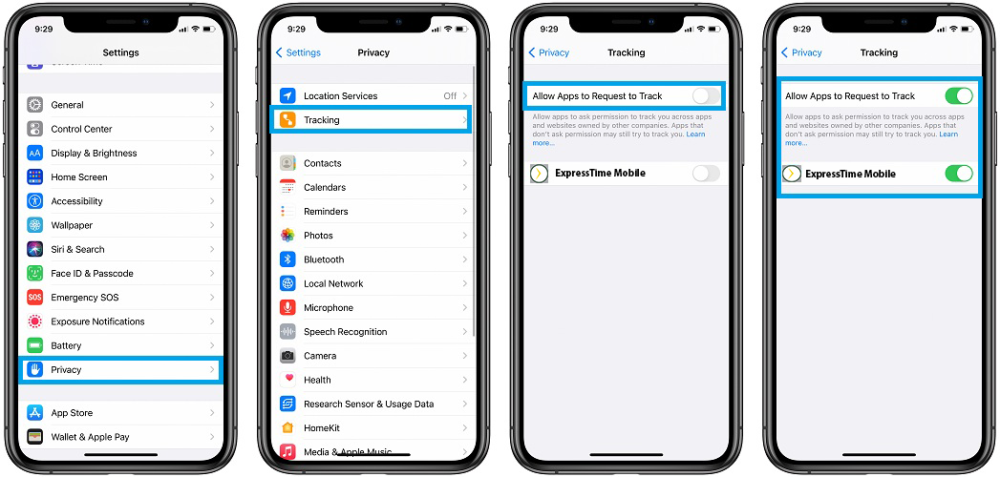 9:29
Settings
General
Control Center
Display & Brightness
AA
Home Screen
Accessibility
Wallpaper
Siri & Search
Face ID & Passcode
SOS
Emergency SOS
Exposure Notifications
Battery
Privacy
App Store
Wallet & Apple Pay
9:29
Settings
Privacy
Location Services
Off
Tracking
Contacts
Calendars
Reminders
Photos
Bluetooth
Local Network
Microphone
Speech Recognition
Camera
Health
Research Sensor & Usage Data
HomeKit
Media & Apple Music
9:29
Privacy
Tracking
Allow Apps to Request to Track
Allow apps to ask permission to track you across apps
and websites owned by other companies. Apps that
don't ask permission may still try to track you. Learn
more...
ExpressTime Mobile
9:29
Privacy
Tracking
Allow Apps to Request to Track
Allow apps to ask permission to track you across apps
and websites owned by other companies. Apps that
don't ask permission may still try to track you. Learn
more...
ExpressTime Mobile